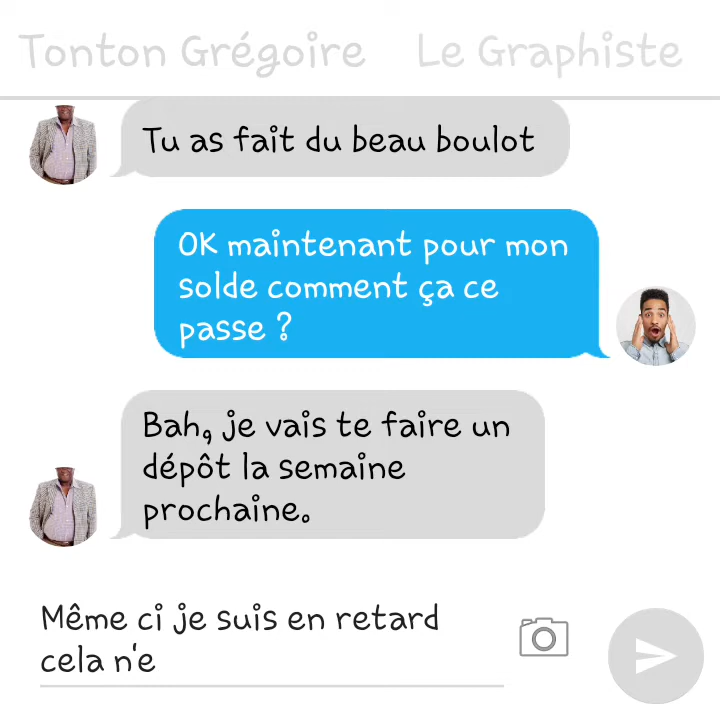 Tonton Grégoire Le Graphiste
Tu as fait du beau boulot
OK maintenant pour mon
solde comment ça ce
passe ?
Bah, je vais te faire un
dépôt la semaine
prochaine.
Même ci je suis en retard
cela n'e